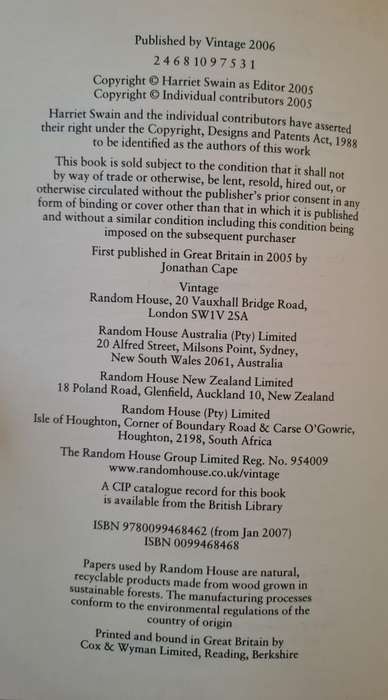 Published by Vintage 2006
2 4 6 8 10 9 7 5 3 1
Copyright © Harriet Swain as Editor 2005
Copyright © Individual contributors 2005
Harriet Swain and the individual contributors have asserted
their right under the Copyright, Designs and Patents Act, 1988
to be identified as the authors of this work
This book is sold subject to the condition that it shall not
by way of trade or otherwise, be lent, resold, hired out, or
otherwise circulated without the publisher's prior consent in any
form of binding or cover other than that in which it is published
and without a similar condition including this condition being
imposed on the subsequent purchaser
First published in Great Britain in 2005 by
Jonathan Cape
Vintage
Random House, 20 Vauxhall Bridge Road,
London SW1V 2SA
Random House Australia (Pty) Limited
20 Alfred Street, Milsons Point, Sydney,
New South Wales 2061, Australia
Random House New Zealand Limited
18 Poland Road, Glenfield, Auckland 10, New Zealand
Random House (Pty) Limited
Isle of Houghton, Corner of Boundary Road & Carse O'Gowrie,
Houghton, 2198, South Africa
The Random House Group Limited Reg. No. 954009
www.randomhouse.co.uk/vintage
A CIP catalogue record for this book
is available from the British Library
ISBN 9780099468462 (from Jan 2007)
ISBN 0099468468
Papers used by Random House are natural,
recyclable products made from wood grown in
sustainable forests. The manufacturing processes
conform to the environmental regulations of the
country of origin
Printed and bound in Great Britain by
Cox & Wyman Limited, Reading, Berkshire